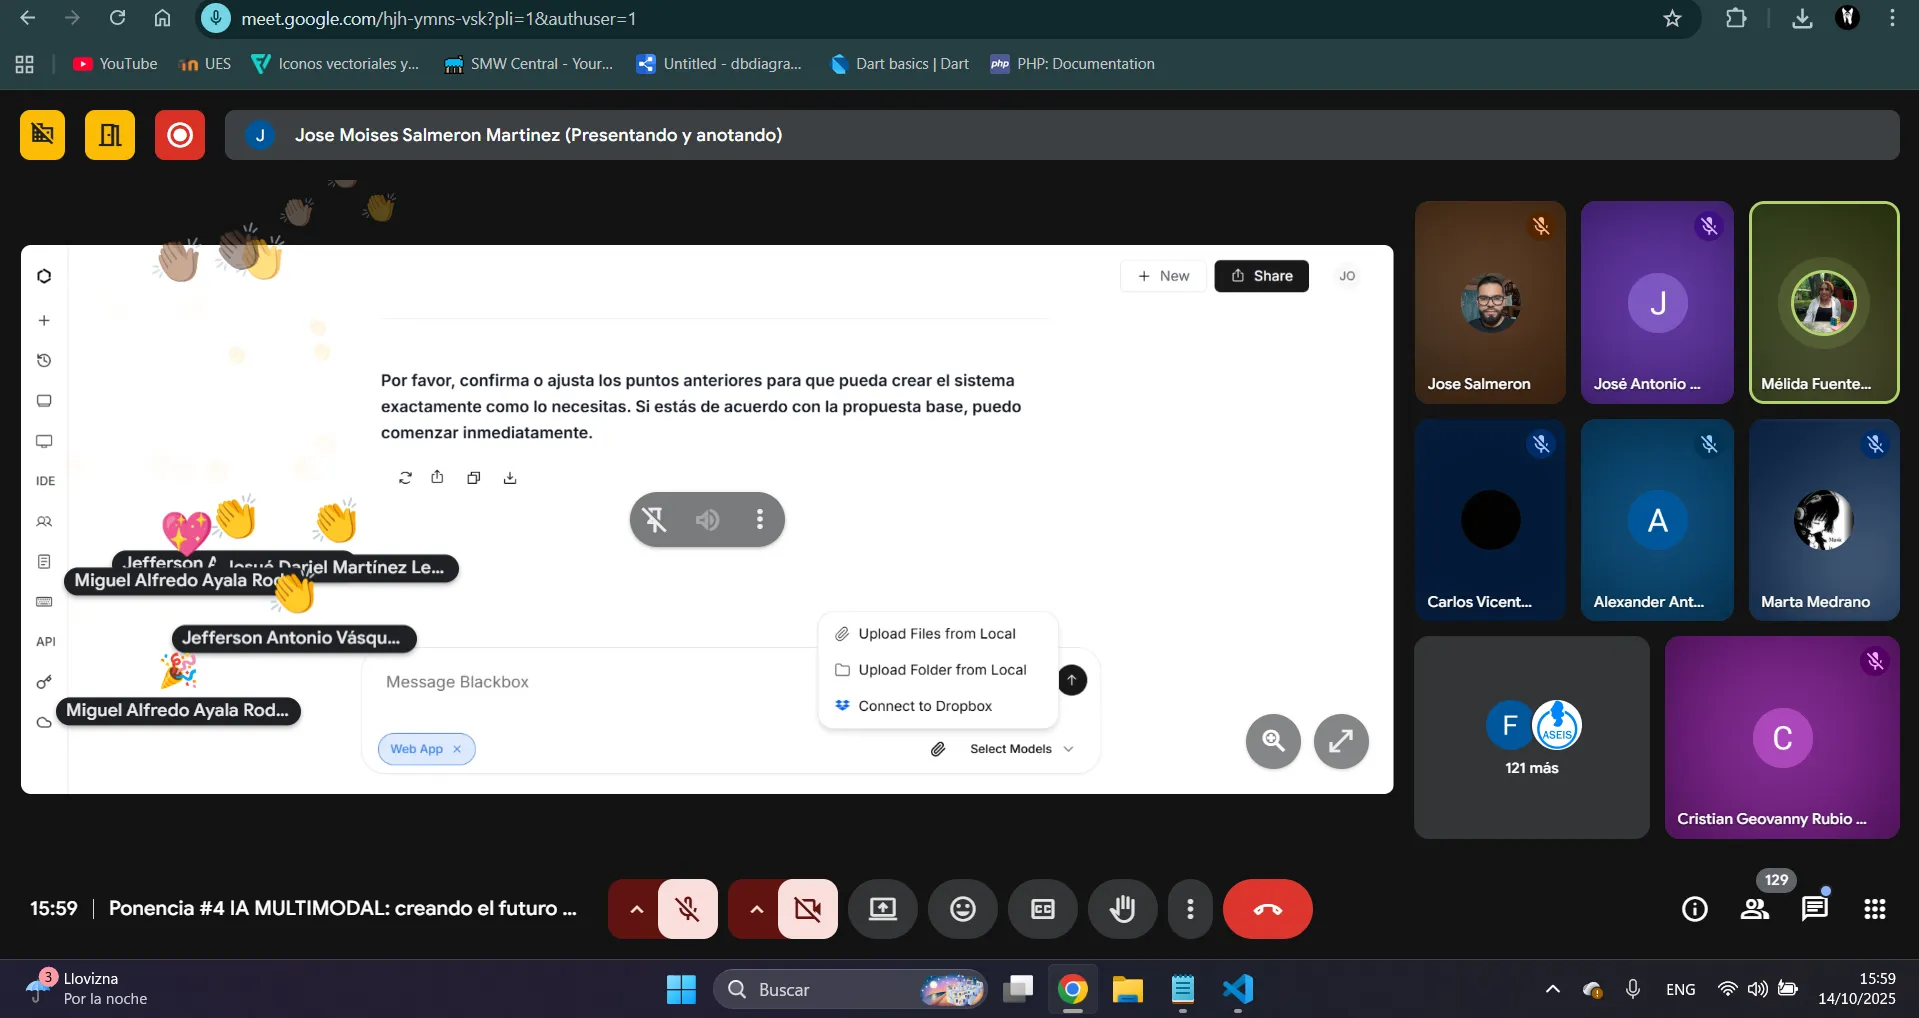 meet.google.com/hjh-ymns-vsk?pli=1&authuser=1
YouTube
UES
Iconos vectoriales y...
SMW Central - Your...
Untitled - dbdiagra...
Dart basics | Dart
php
PHP: Documentation
J
Jose Moises Salmeron Martinez (Presentando y anotando)
New
Share
JO
Por favor, confirma o ajusta los puntos anteriores para que pueda crear el sistema
exactamente como lo necesitas. Si estás de acuerdo con la propuesta base, puedo
comenzar inmediatamente.
IDE
API
Jefferson A
Josué Dariel Martínez Le...
Miguel Alfredo Ayala Rod
Jefferson Antonio Vásqu...
Miguel Alfredo Ayala Rod...
Upload Files from Local
Upload Folder from Local
Connect to Dropbox
Message Blackbox
Web App
Select Models
Jose Salmeron
J
José Antonio ...
Mélida Fuente...
Carlos Vicent...
A
Alexander Ant...
Marta Medrano
F
ASEIS
121 más
C
Cristian Geovanny Rubio ...
15:59
Ponencia #4 IA MULTIMODAL: creando el futuro ...
CC
129
3
Llovizna
Por la noche
Buscar
ENG
15:59
14/10/2025